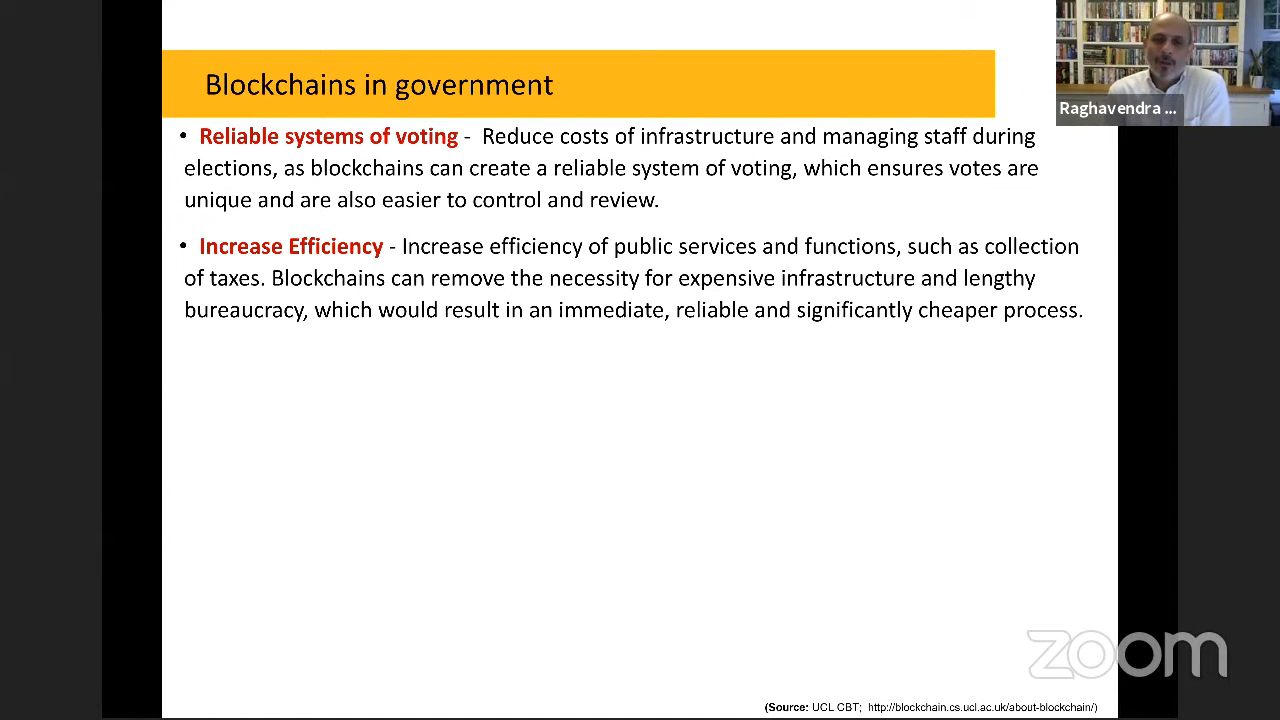 Blockchains in government
Raghavendra ...
• Reliable systems of voting - Reduce costs of infrastructure and managing staff during
elections, as blockchains can create a reliable system of voting, which ensures votes are
unique and are also easier to control and review.
• Increase Efficiency - Increase efficiency of public services and functions, such as collection
of taxes. Blockchains can remove the necessity for expensive infrastructure and lengthy
bureaucracy, which would result in an immediate, reliable and significantly cheaper process.
zoom
(Source: UCL CBT; http://blockchain.cs.ucl.ac.uk/about-blockchain/)